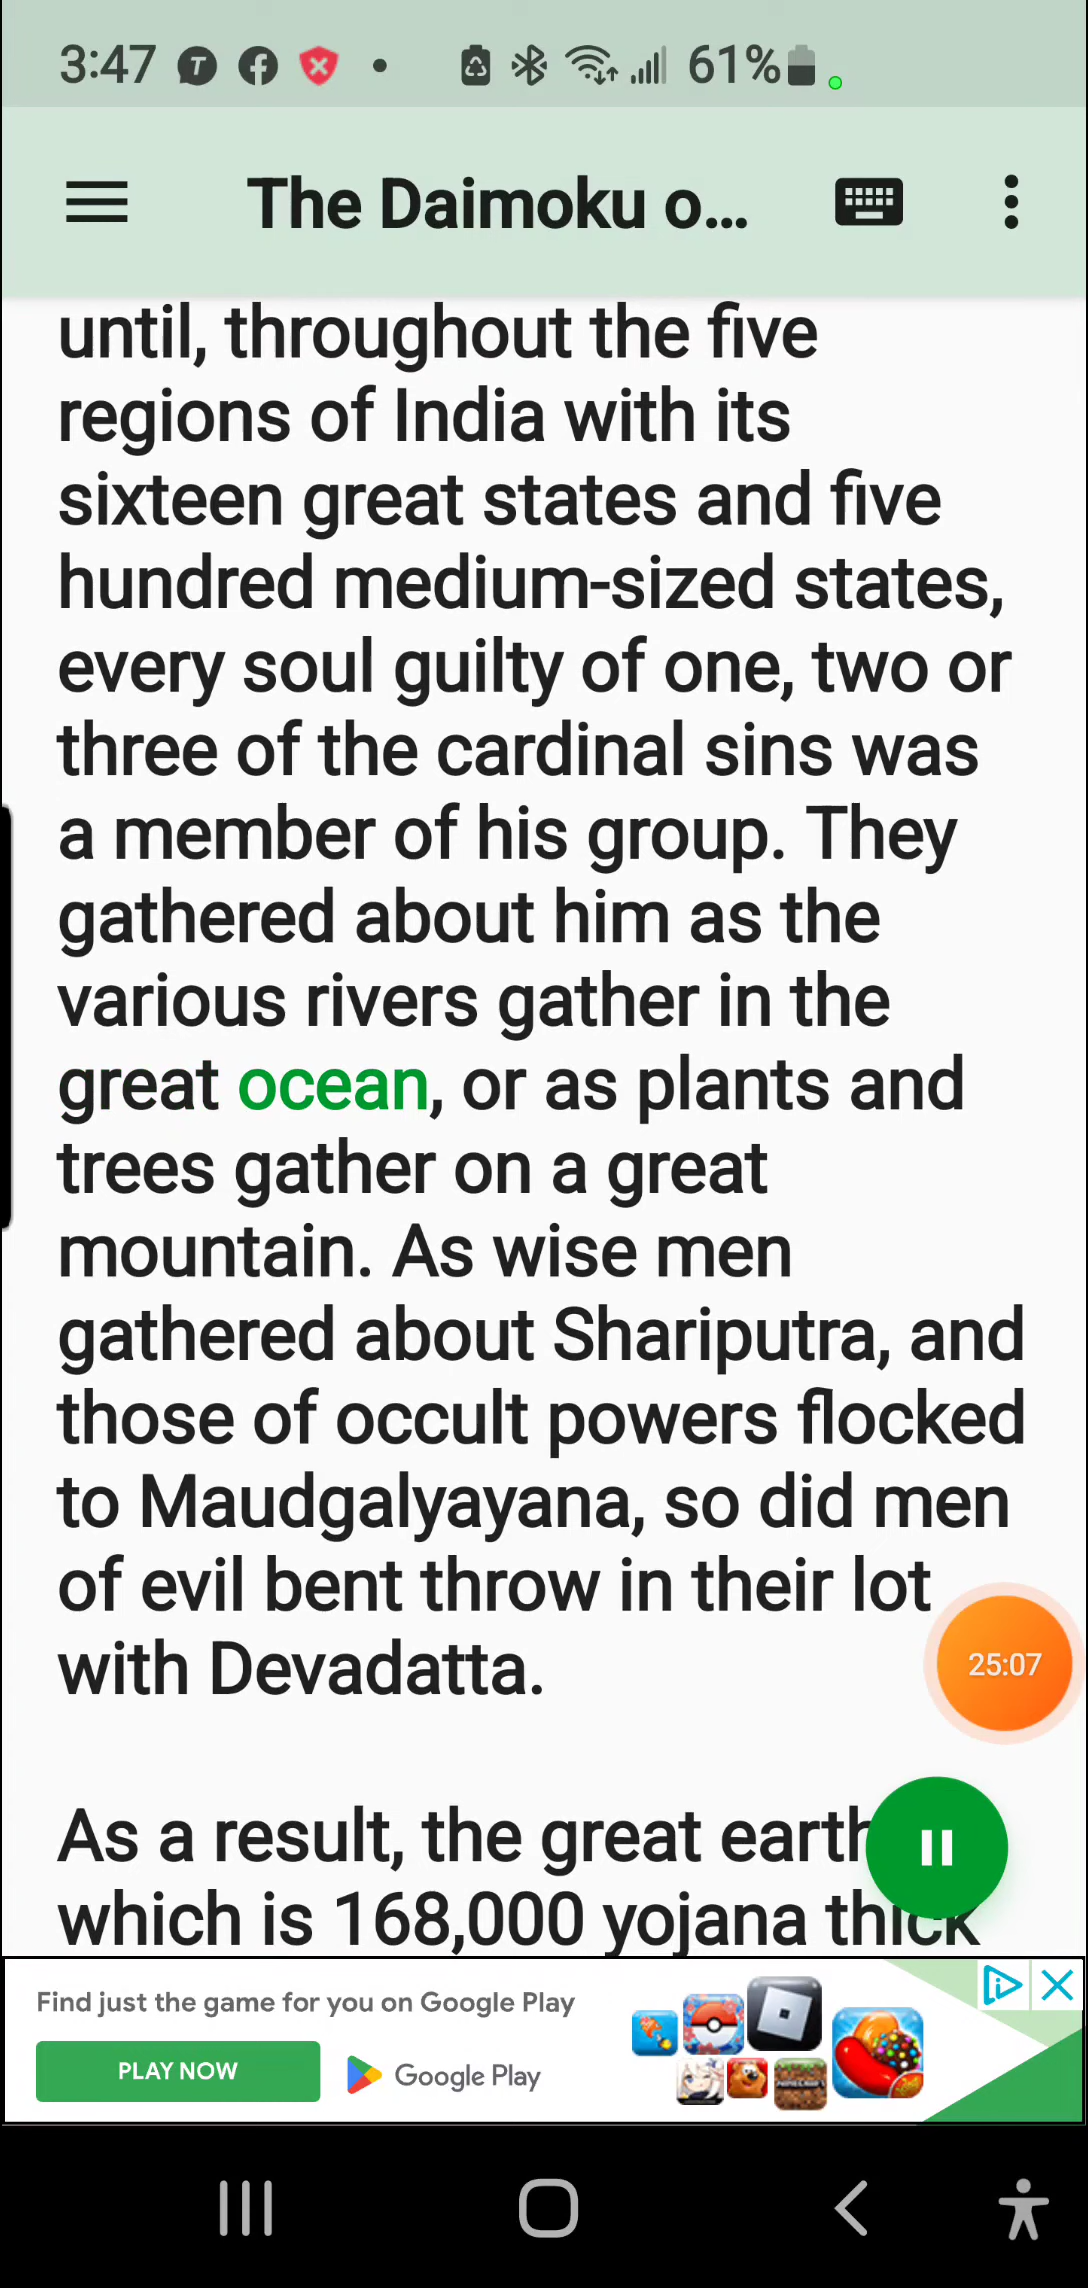 3:47
61%
The Daimoku o...
until, throughout the five
regions of India with its
sixteen great states and five
hundred medium-sized states,
every soul guilty of one, two or
three of the cardinal sins was
a member of his group. They
gathered about him as the
various rivers gather in the
great ocean, or as plants and
trees gather on a great
mountain. As wise men
gathered about Shariputra, and
those of occult powers flocked
to Maudgalyayana, so did men
of evil bent throw in their lot
with Devadatta.
25:07
As a result, the great earth
which is 168,000 yojana thick
Find just the game for you on Google Play
PLAY NOW
Google Play